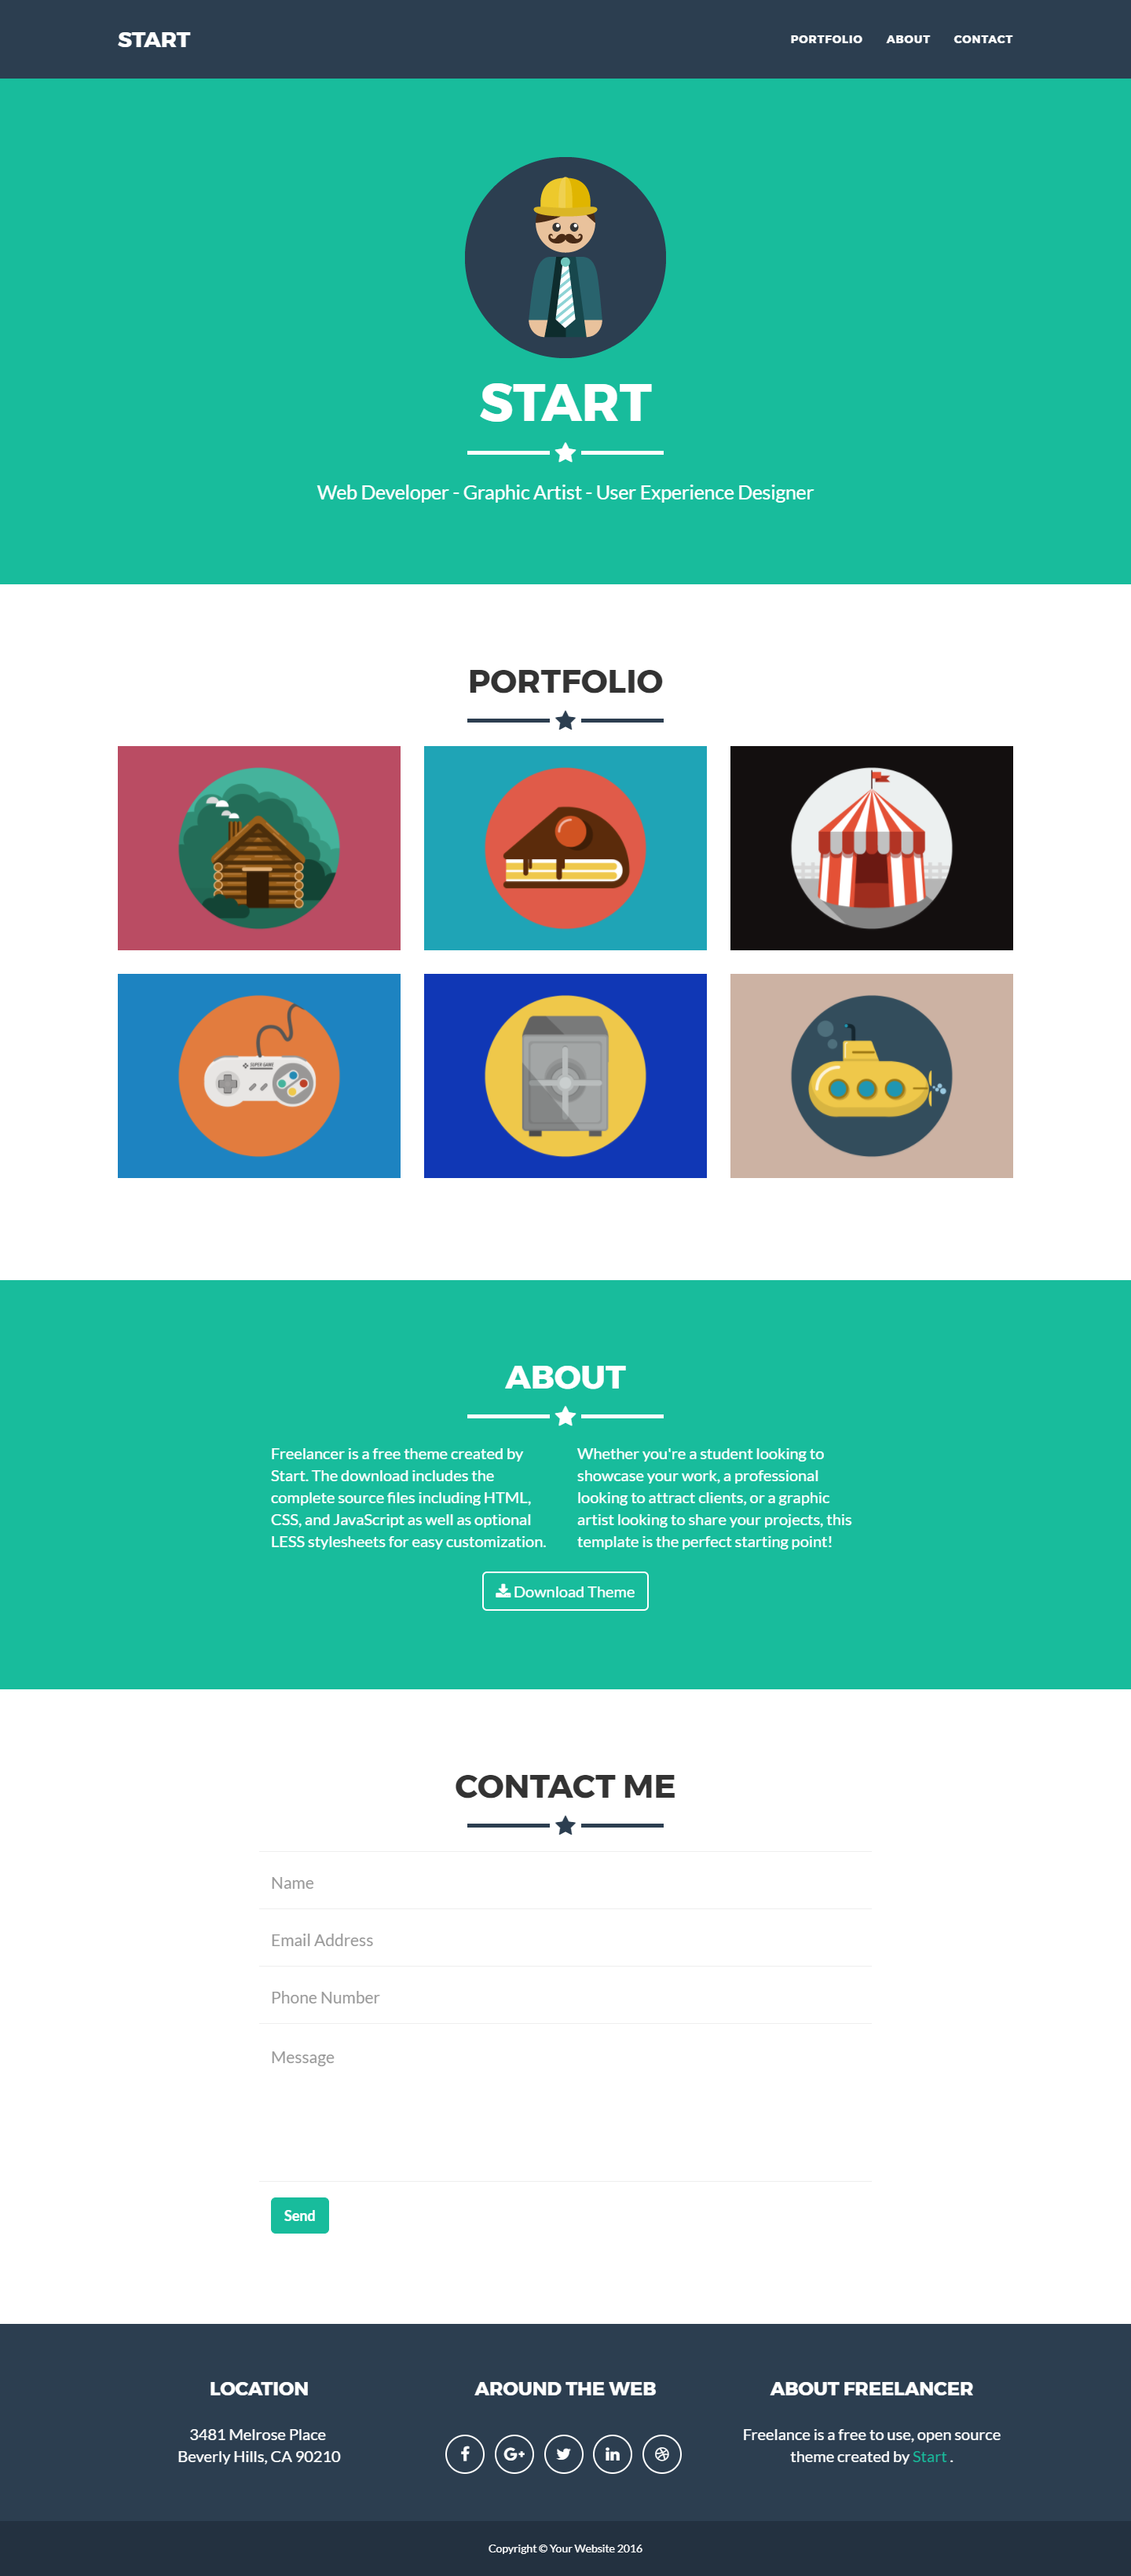 START
PORTFOLIO ABOUT CONTACT
START
Web Developer - Graphic Artist - User Experience Designer
PORTFOLIO
SUPER GAME
ABOUT
Freelancer is a free theme created by
Start. The download includes the
complete source files including HTML,
CSS, and JavaScript as well as optional
LESS stylesheets for easy customization.
Whether you're a student looking to
showcase your work, a professional
looking to attract clients, or a graphic
artist looking to share your projects, this
template is the perfect starting point!
Download Theme
CONTACT ME
Name
Email Address
Phone Number
Message
Send
LOCATION
3481 Melrose Place
Beverly Hills, CA 90210
AROUND THE WEB
ABOUT FREELANCER
Freelance is a free to use, open source
theme created by Start .
Copyright © Your Website 2016